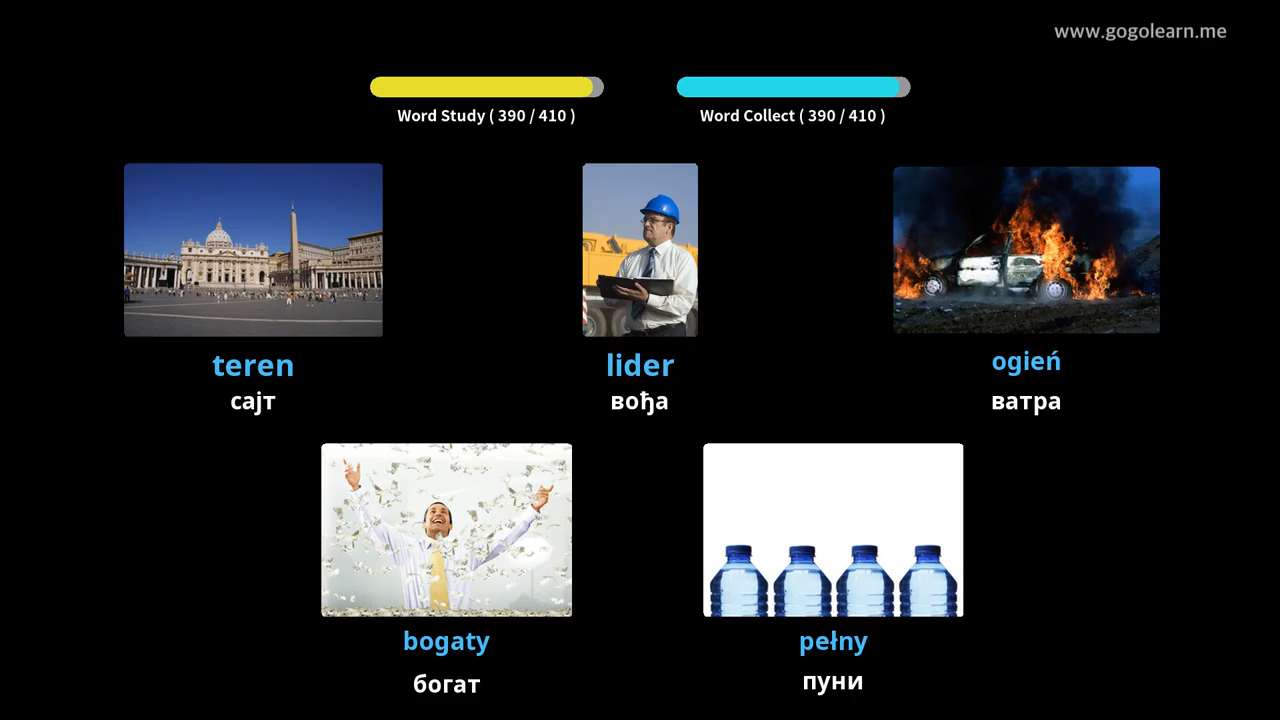 www.gogolearn.me
Word Study ( 390 / 410 )
Word Collect ( 390 / 410 )
teren
сајт
lider
вођа
ogień
ватра
bogaty
богат
pełny
пуни